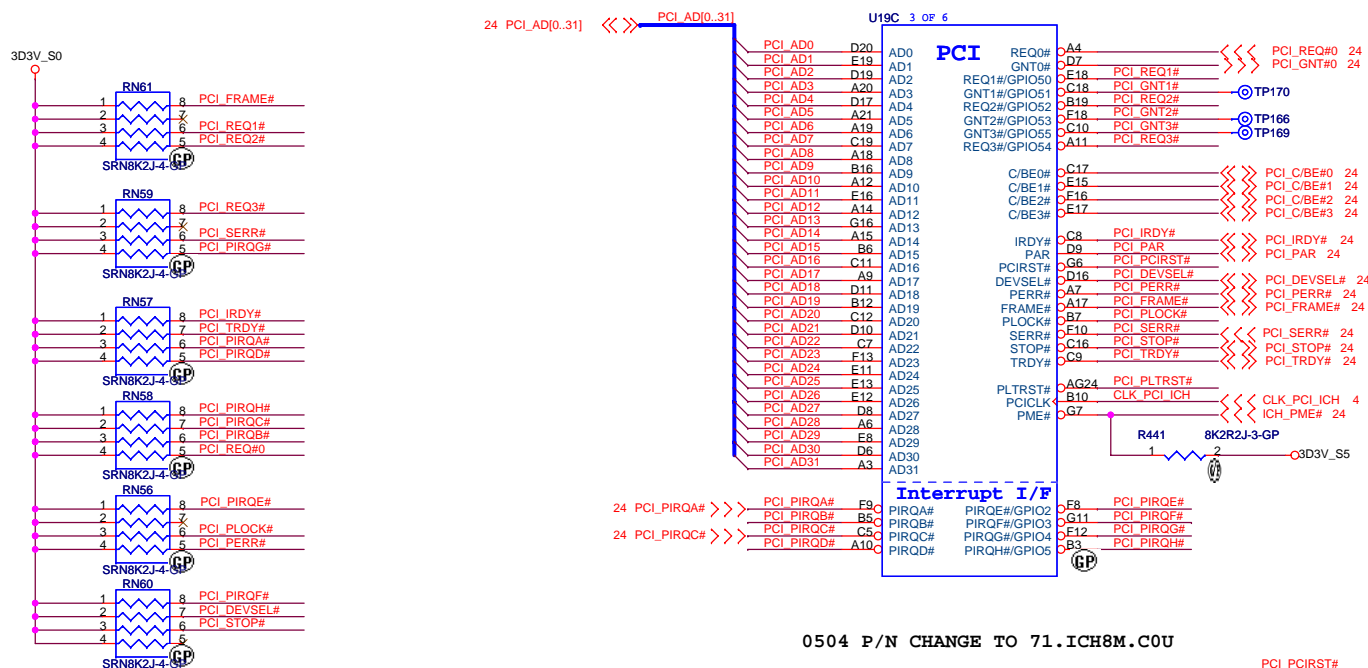 24 PCI_AD[0..31]
PCI_AD[0..31]
3D3V_S0
RN61
1 8 PCI_FRAME#
2 7
3 6 PCI_REQ1#
4 5 PCI_REQ2#
SRN8K2J-4-GP
GP
RN59
1 8 PCI_REQ3#
2 7
3 6 PCI_SERR#
4 5 PCI_PIRQG#
SRN8K2J-4-GP
GP
RN57
1 8 PCI_IRDY#
2 7 PCI_TRDY#
3 6 PCI_PIRQA#
4 5 PCI_PIRQD#
SRN8K2J-4-GP
GP
RN58
1 8 PCI_PIRQH#
2 7 PCI_PIRQC#
3 6 PCI_PIRQB#
4 5 PCI_REQ#0
SRN8K2J-4-GP
GP
RN56
1 8 PCI_PIRQE#
2 7
3 6 PCI_PLOCK#
4 5 PCI_PERR#
SRN8K2J-4-GP
GP
RN60
1 8 PCI_PIRQF#
2 7 PCI_DEVSEL#
3 6 PCI_STOP#
4 5
SRN8K2J-4-GP
GP
U19C 3 OF 6
PCI
PCI_AD0 D20 AD0
PCI_AD1 E19 AD1
PCI_AD2 D19 AD2
PCI_AD3 A20 AD3
PCI_AD4 D17 AD4
PCI_AD5 A21 AD5
PCI_AD6 A19 AD6
PCI_AD7 C19 AD7
PCI_AD8 A18 AD8
PCI_AD9 B16 AD9
PCI_AD10 A12 AD10
PCI_AD11 E16 AD11
PCI_AD12 A14 AD12
PCI_AD13 G16 AD13
PCI_AD14 A15 AD14
PCI_AD15 B6 AD15
PCI_AD16 C11 AD16
PCI_AD17 A9 AD17
PCI_AD18 D11 AD18
PCI_AD19 B12 AD19
PCI_AD20 C12 AD20
PCI_AD21 D10 AD21
PCI_AD22 C7 AD22
PCI_AD23 F13 AD23
PCI_AD24 E11 AD24
PCI_AD25 E13 AD25
PCI_AD26 E12 AD26
PCI_AD27 D8 AD27
PCI_AD28 A6 AD28
PCI_AD29 E8 AD29
PCI_AD30 D6 AD30
PCI_AD31 A3 AD31
REQ0# A4 PCI_REQ#0 24
GNT0# D7 PCI_GNT#0 24
REQ1#/GPIO50 E18 PCI_REQ1#
GNT1#/GPIO51 C18 PCI_GNT1# TP170
REQ2#/GPIO52 B19 PCI_REQ2#
GNT2#/GPIO53 F18 PCI_GNT2# TP166
GNT3#/GPIO55 C10 PCI_GNT3# TP169
REQ3#/GPIO54 A11 PCI_REQ3#
C/BE0# C17 PCI_C/BE#0 24
C/BE1# E15 PCI_C/BE#1 24
C/BE2# F16 PCI_C/BE#2 24
C/BE3# E17 PCI_C/BE#3 24
IRDY# C8 PCI_IRDY# PCI_IRDY# 24
PAR D9 PCI_PAR PCI_PAR 24
PCIRST# G6 PCI_PCIRST#
DEVSEL# D16 PCI_DEVSEL# PCI_DEVSEL# 24
PERR# A7 PCI_PERR# PCI_PERR# 24
FRAME# A17 PCI_FRAME# PCI_FRAME# 24
PLOCK# B7 PCI_PLOCK#
SERR# F10 PCI_SERR# PCI_SERR# 24
STOP# C16 PCI_STOP# PCI_STOP# 24
TRDY# C9 PCI_TRDY# PCI_TRDY# 24
PLTRST# AG24 PCI_PLTRST#
PCICLK B10 CLK_PCI_ICH CLK_PCI_ICH 4
PME# G7 ICH_PME# 24
R441 8K2R2J-3-GP
1 2 3D3V_S5
Interrupt I/F
24 PCI_PIRQA# PCI_PIRQA# F9 PIRQA#
PCI_PIRQB# B5 PIRQB#
24 PCI_PIRQC# PCI_PIRQC# C5 PIRQC#
PCI_PIRQD# A10 PIRQD#
PIRQE#/GPIO2 F8 PCI_PIRQE#
PIRQF#/GPIO3 G11 PCI_PIRQF#
PIRQG#/GPIO4 F12 PCI_PIRQG#
PIRQH#/GPIO5 B3 PCI_PIRQH#
GP
0504 P/N CHANGE TO 71.ICH8M.C0U
PCI_PCIRST#